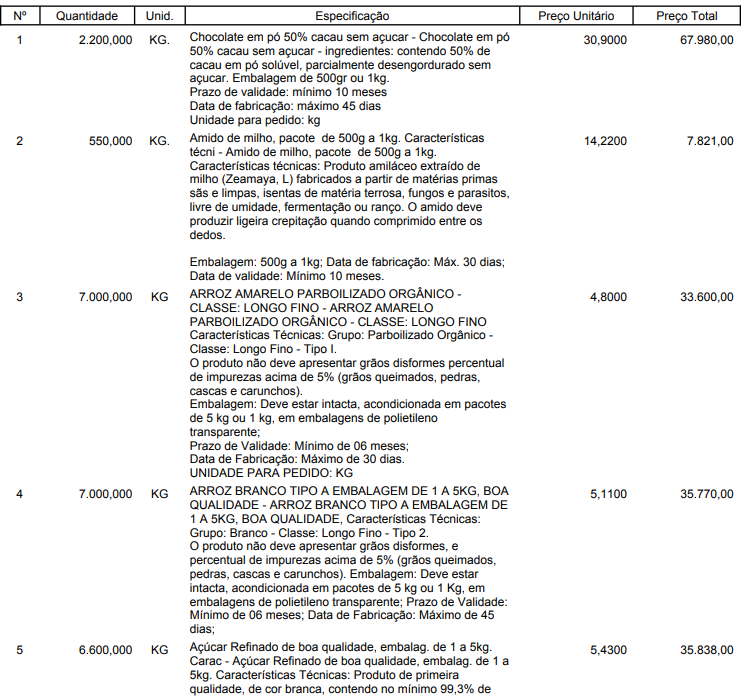 Nº Quantidade Unid. Especificação Preço Unitário Preço Total
1 2.200,000 KG. Chocolate em pó 50% cacau sem açucar - Chocolate em pó 30,9000 67.980,00
50% cacau sem açucar - ingredientes: contendo 50% de
cacau em pó solúvel, parcialmente desengordurado sem
açucar. Embalagem de 500gr ou 1kg.
Prazo de validade: mínimo 10 meses
Data de fabricação: máximo 45 dias
Unidade para pedido: kg
2 550,000 KG. Amido de milho, pacote de 500g a 1kg. Características 14,2200 7.821,00
técni - Amido de milho, pacote de 500g a 1kg.
Características técnicas: Produto amiláceo extraído de
milho (Zeamaya, L) fabricados a partir de matérias primas
sãs e limpas, isentas de matéria terrosa, fungos e parasitos,
livre de umidade, fermentação ou ranço. O amido deve
produzir ligeira crepitação quando comprimido entre os
dedos.
Embalagem: 500g a 1kg; Data de fabricação: Máx. 30 dias;
Data de validade: Mínimo 10 meses.
3 7.000,000 KG ARROZ AMARELO PARBOILIZADO ORGÂNICO - 4,8000 33.600,00
CLASSE: LONGO FINO - ARROZ AMARELO
PARBOILIZADO ORGÂNICO - CLASSE: LONGO FINO
Características Técnicas: Grupo: Parboilizado Orgânico -
Classe: Longo Fino - Tipo I.
O produto não deve apresentar grãos disformes percentual
de impurezas acima de 5% (grãos queimados, pedras,
cascas e carunchos).
Embalagem: Deve estar intacta, acondicionada em pacotes
de 5 kg ou 1 kg, em embalagens de polietileno
transparente;
Prazo de Validade: Mínimo de 06 meses;
Data de Fabricação: Máximo de 30 dias.
UNIDADE PARA PEDIDO: KG
4 7.000,000 KG ARROZ BRANCO TIPO A EMBALAGEM DE 1 A 5KG, BOA 5,1100 35.770,00
QUALIDADE - ARROZ BRANCO TIPO A EMBALAGEM DE
1 A 5KG, BOA QUALIDADE, Características Técnicas:
Grupo: Branco - Classe: Longo Fino - Tipo 2.
O produto não deve apresentar grãos disformes, e
percentual de impurezas acima de 5% (grãos queimados,
pedras, cascas e carunchos). Embalagem: Deve estar
intacta, acondicionada em pacotes de 5 kg ou 1 Kg, em
embalagens de polietileno transparente; Prazo de Validade:
Mínimo de 06 meses; Data de Fabricação: Máximo de 45
dias;
5 6.600,000 KG Açúcar Refinado de boa qualidade, embalag. de 1 a 5kg. 5,4300 35.838,00
Carac - Açúcar Refinado de boa qualidade, embalag. de 1 a
5kg. Características Técnicas: Produto de primeira
qualidade, de cor branca, contendo no mínimo 99,3% de